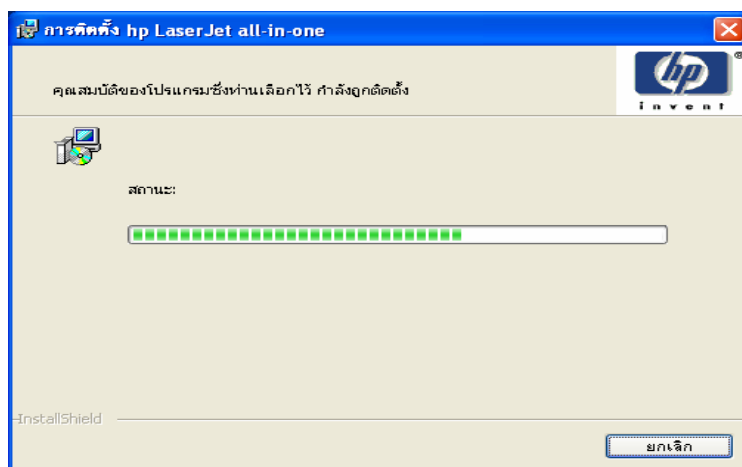 การติดตั้ง hp LaserJet all-in-one
คุณสมบัติของโปรแกรมซึ่งท่านเลือกไว้ กำลังถูกติดตั้ง
hp
®
invent
สถานะ:
InstallShield
ยกเลิก